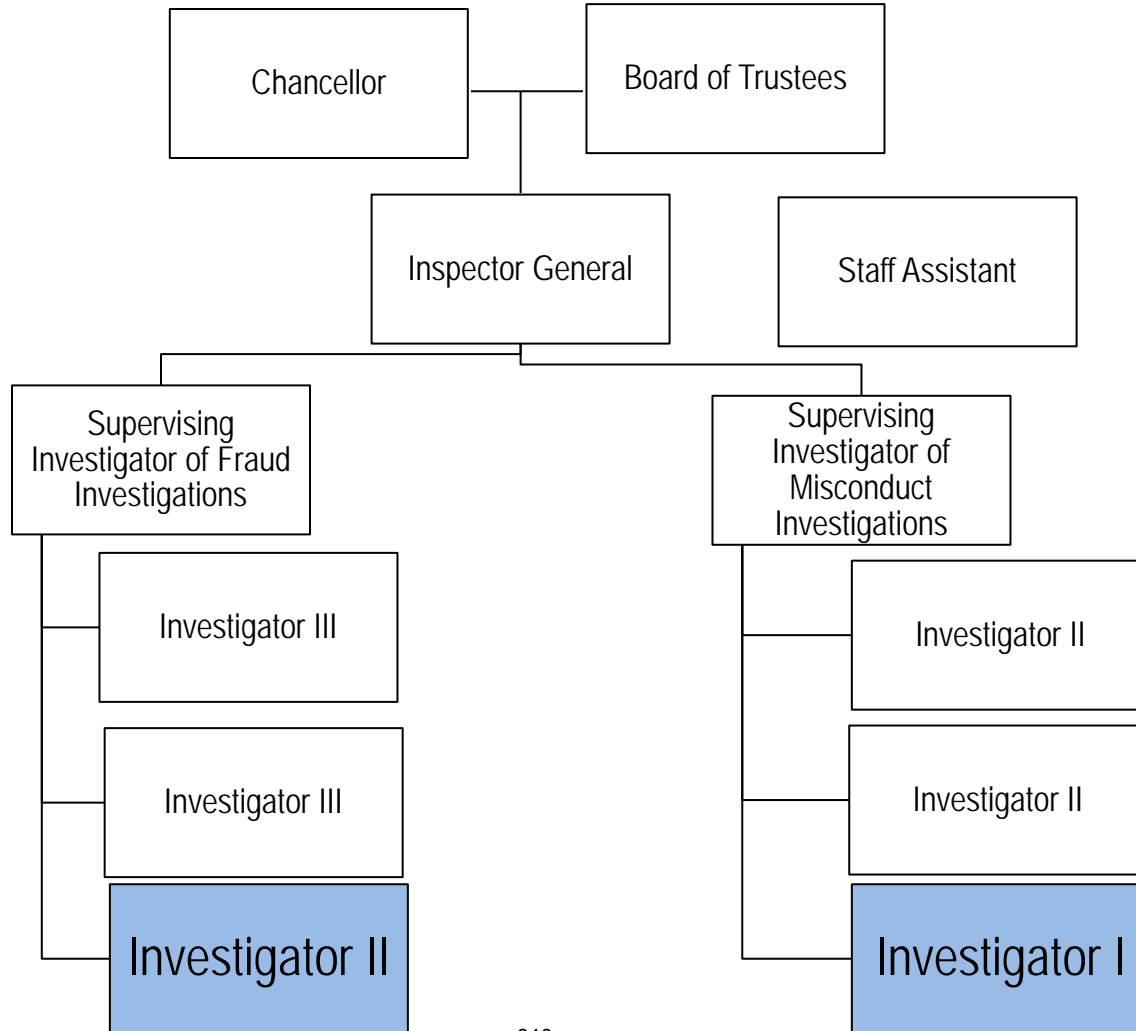 Chancellor
Board of Trustees
Inspector General
Staff Assistant
Supervising
Investigator of Fraud
Investigations
Supervising
Investigator of
Misconduct
Investigations
Investigator III
Investigator II
Investigator III
Investigator II
Investigator II
Investigator I